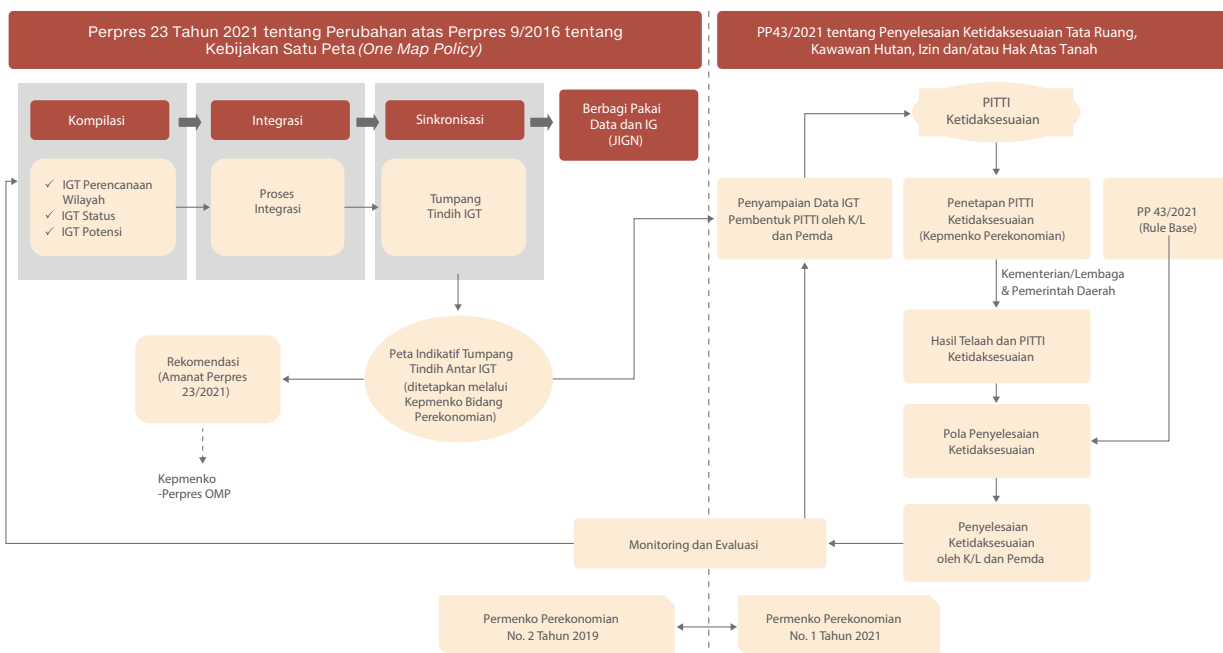 Perpres 23 Tahun 2021 tentang Perubahan atas Perpres 9/2016 tentang
Kebijakan Satu Peta (One Map Policy)
PP43/2021 tentang Penyelesaian Ketidaksesuaian Tata Ruang,
Kawawan Hutan, Izin dan/atau Hak Atas Tanah
Kompilasi
Integrasi
Sinkronisasi
Berbagi Pakai
Data dan IG
(JIGN)
✓ IGT Perencanaan
Wilayah
✓ IGT Status
✓ IGT Potensi
Proses
Integrasi
Tumpang
Tindih IGT
Peta Indikatif Tumpang
Tindih Antar IGT
(ditetapkan melalui
Kepmenko Bidang
Perekonomian)
Rekomendasi
(Amanat Perpres
23/2021)
Kepmenko
-Perpres OMP
PITTI
Ketidaksesuaian
Penyampaian Data IGT
Pembentuk PITTI oleh K/L
dan Pemda
Penetapan PITTI
Ketidaksesuaian
(Kepmenko Perekonomian)
PP 43/2021
(Rule Base)
Kementerian/Lembaga
& Pemerintah Daerah
Hasil Telaah dan PITTI
Ketidaksesuaian
Pola Penyelesaian
Ketidaksesuaian
Penyelesaian
Ketidaksesuaian
oleh K/L dan Pemda
Monitoring dan Evaluasi
Permenko Perekonomian
No. 2 Tahun 2019
Permenko Perekonomian
No. 1 Tahun 2021